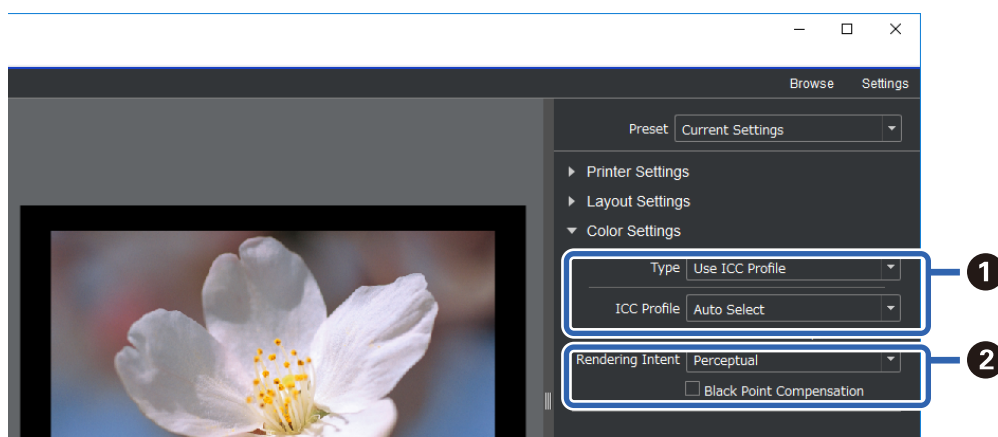 Browse Settings
Preset Current Settings
Printer Settings
Layout Settings
Color Settings
Type Use ICC Profile
1
ICC Profile Auto Select
Rendering Intent Perceptual
2
Black Point Compensation